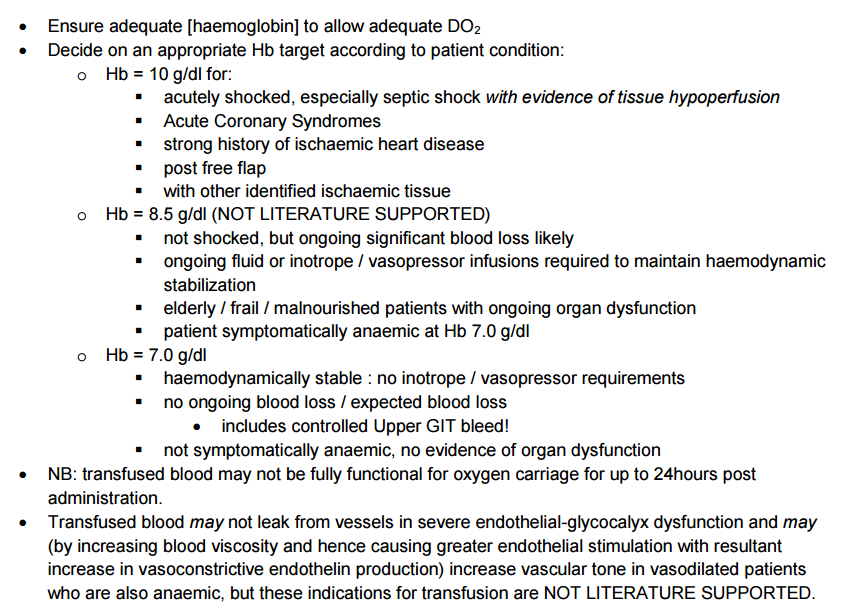 • Ensure adequate [haemoglobin] to allow adequate DO₂
• Decide on an appropriate Hb target according to patient condition:
o Hb = 10 g/dl for:
▪ acutely shocked, especially septic shock with evidence of tissue hypoperfusion
▪ Acute Coronary Syndromes
▪ strong history of ischaemic heart disease
▪ post free flap
▪ with other identified ischaemic tissue
o Hb = 8.5 g/dl (NOT LITERATURE SUPPORTED)
▪ not shocked, but ongoing significant blood loss likely
▪ ongoing fluid or inotrope / vasopressor infusions required to maintain haemodynamic
stabilization
▪ elderly / frail / malnourished patients with ongoing organ dysfunction
▪ patient symptomatically anaemic at Hb 7.0 g/dl
o Hb = 7.0 g/dl
▪ haemodynamically stable : no inotrope / vasopressor requirements
▪ no ongoing blood loss / expected blood loss
• includes controlled Upper GIT bleed!
▪ not symptomatically anaemic, no evidence of organ dysfunction
• NB: transfused blood may not be fully functional for oxygen carriage for up to 24hours post
administration.
• Transfused blood may not leak from vessels in severe endothelial-glycocalyx dysfunction and may
(by increasing blood viscosity and hence causing greater endothelial stimulation with resultant
increase in vasoconstrictive endothelin production) increase vascular tone in vasodilated patients
who are also anaemic, but these indications for transfusion are NOT LITERATURE SUPPORTED.